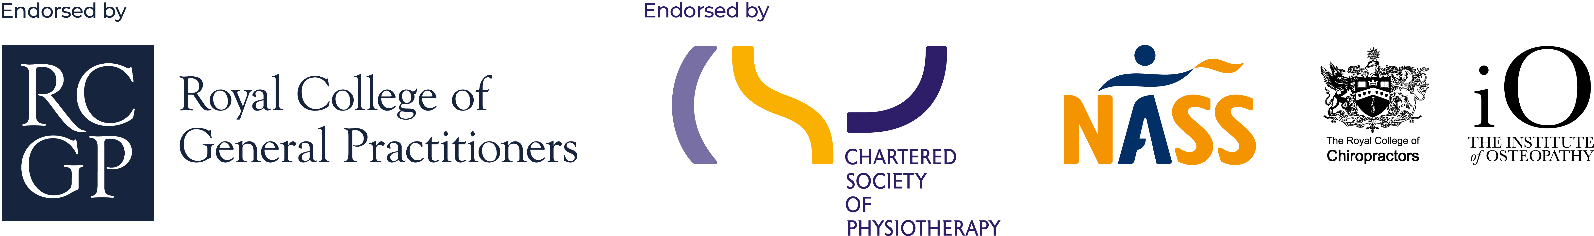 Endorsed by
RC
GP
Royal College of
General Practitioners
Endorsed by
CHARTERED
SOCIETY
OF
PHYSIOTHERAPY
NASS
The Royal College of
Chiropractors
iO
THE INSTITUTE
of OSTEOPATHY